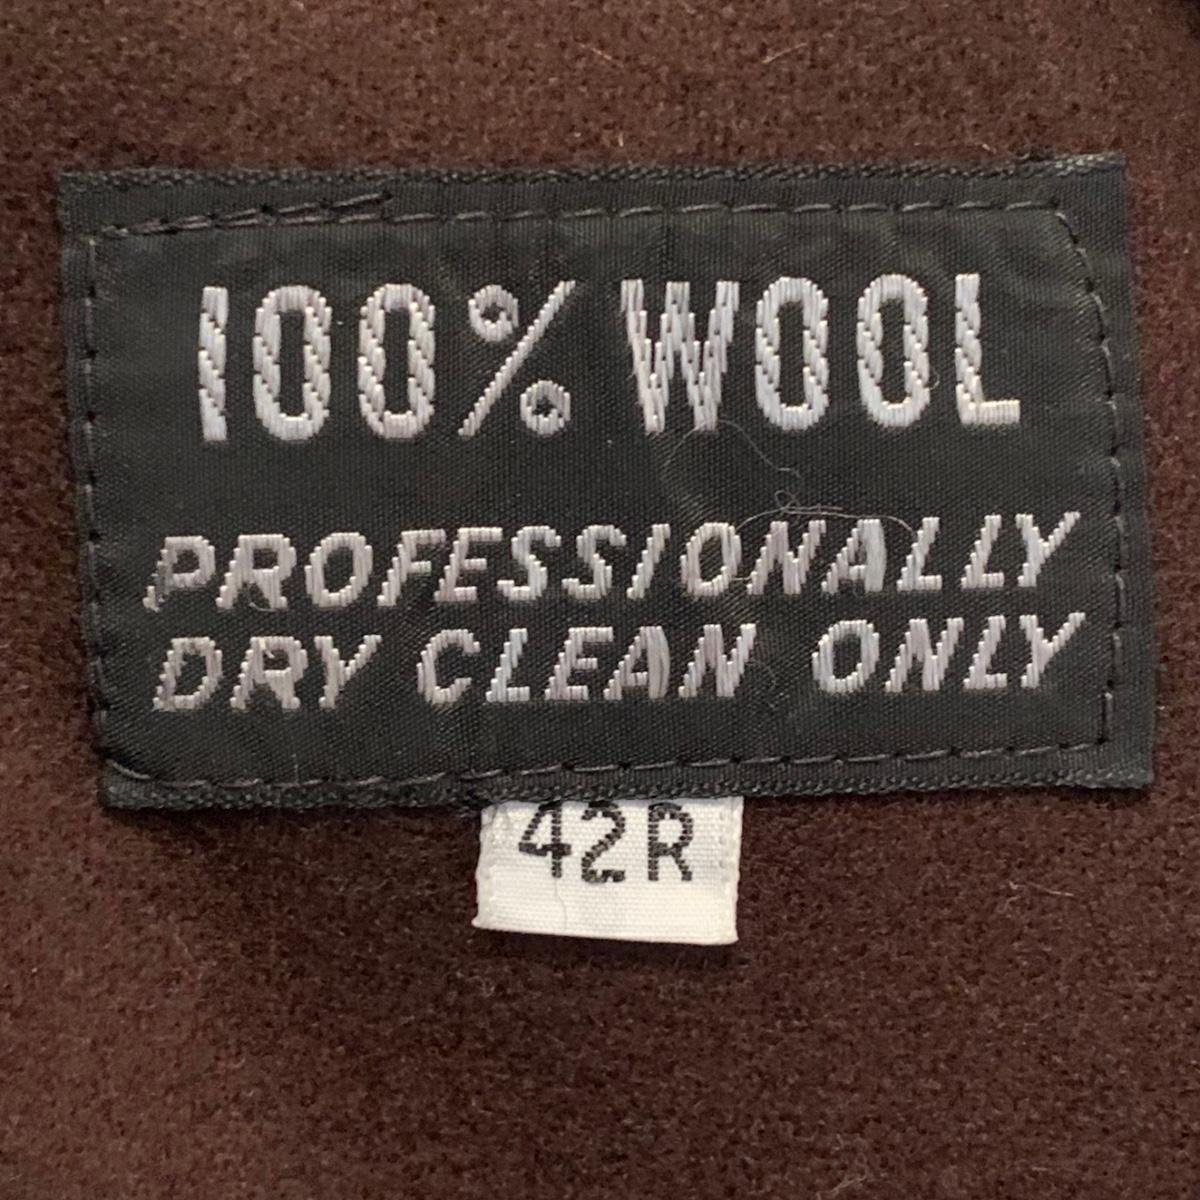 100% WOOL
PROFESSIONALLY
DRY CLEAN ONLY
42R